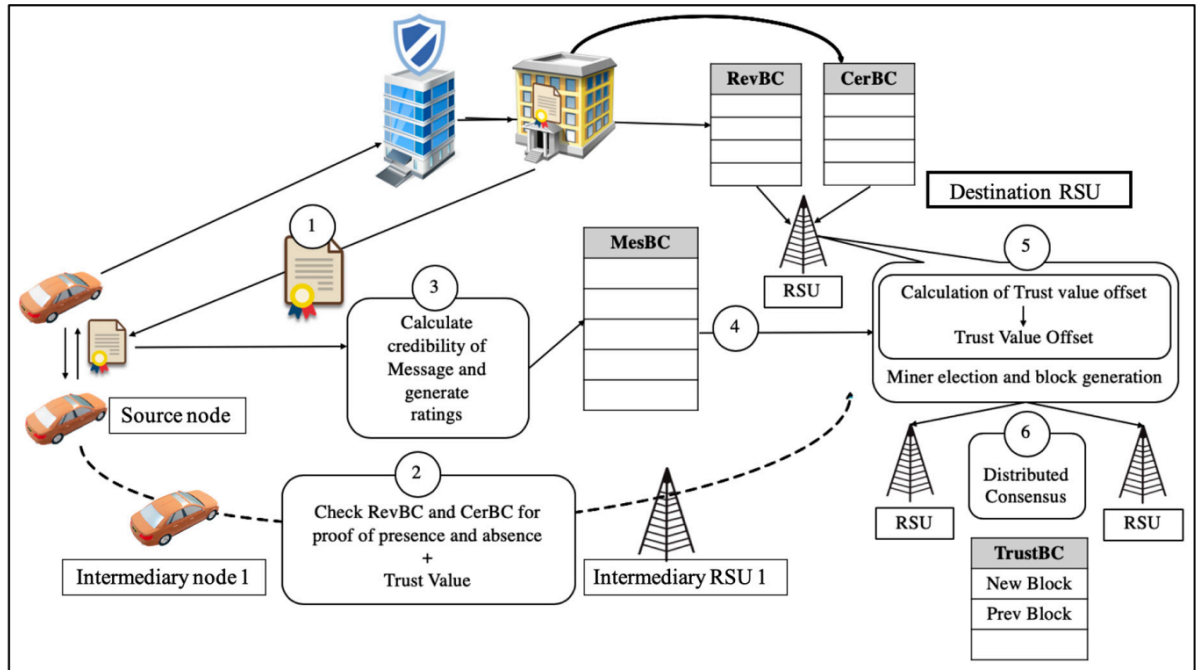 RevBC
CerBC
Destination RSU
1
MesBC
RSU
5
Calculation of Trust value offset
Trust Value Offset
Miner election and block generation
3
Calculate
credibility of
Message and
generate
ratings
4
Source node
2
Check RevBC and CerBC for
proof of presence and absence
+
Trust Value
Intermediary node 1
Intermediary RSU 1
6
Distributed
Consensus
RSU
RSU
TrustBC
New Block
Prev Block